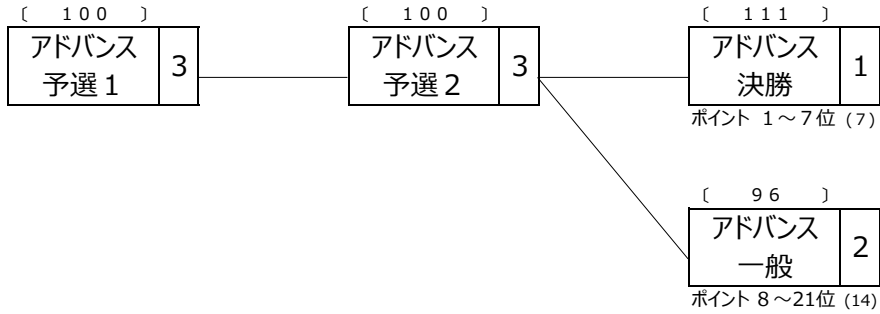 〔 １００ 〕
アドバンス
予選１
3
〔 １００ 〕
アドバンス
予選２
3
〔 １１１ 〕
アドバンス
決勝
1
ポイント １～７位 (7)
〔 ９６ 〕
アドバンス
一般
2
ポイント ８～21位 (14)